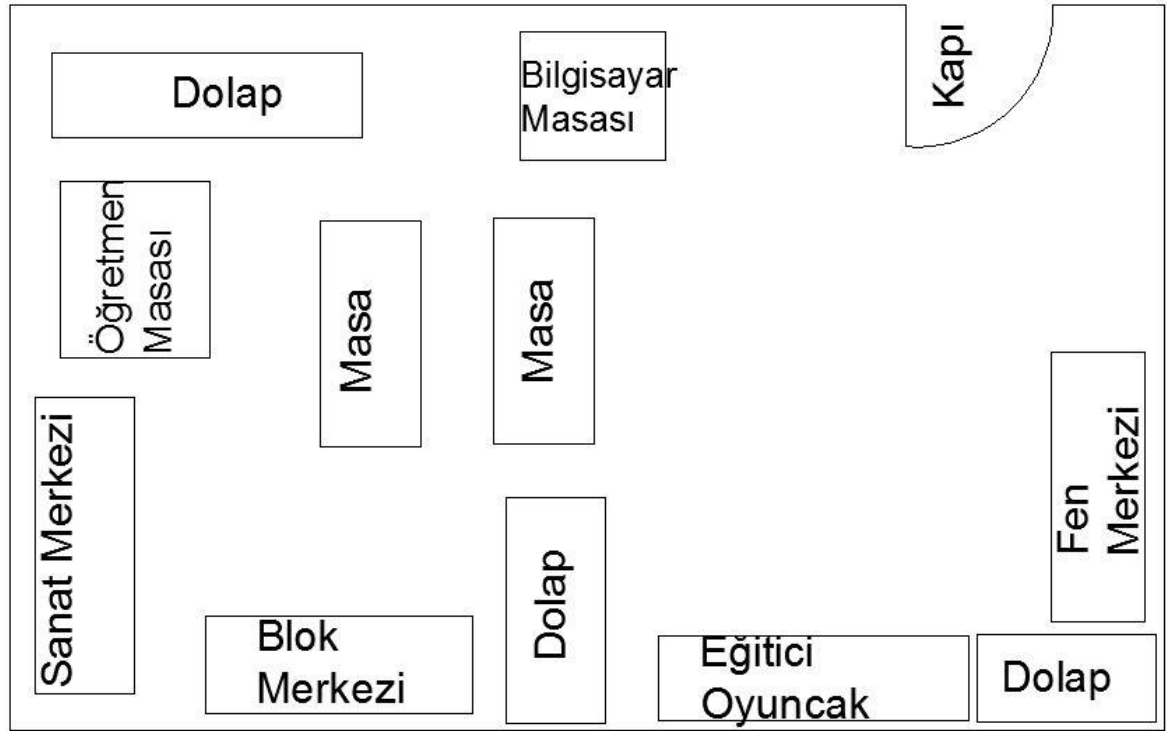 Dolap
Bilgisayar
Masası
Kapı
Öğretmen
Masası
Masa
Masa
Sanat Merkezi
Fen
Merkezi
Dolap
Blok
Merkezi
Eğitici
Oyuncak
Dolap